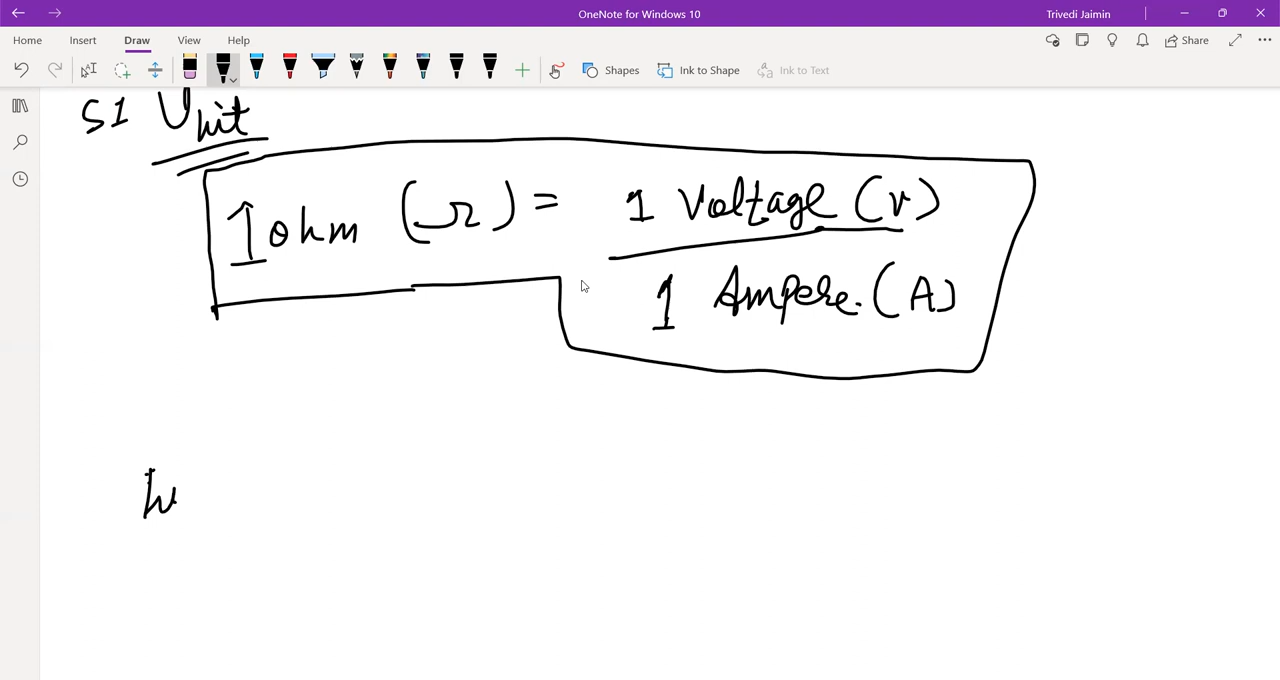 OneNote for Windows 10
Trivedi Jaimin
Home Insert Draw View Help
Share
Shapes Ink to Shape Ink to Text
SI Unit
1 ohm (Ω) = 1 Voltage (V)
1 Ampere. (A)